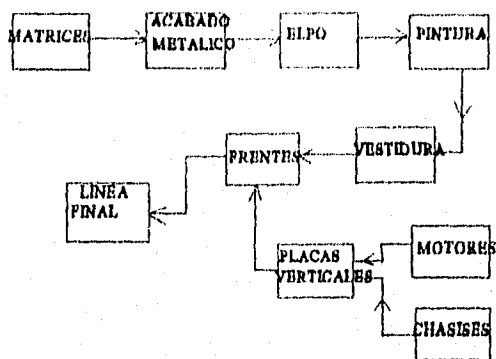 MATRICES
ACABADO
METALICO
ELPO
PINTURA
FRENTES
VESTIDURA
LINEA
FINAL
PLACAS
VERTICALES
MOTORES
CHASISES